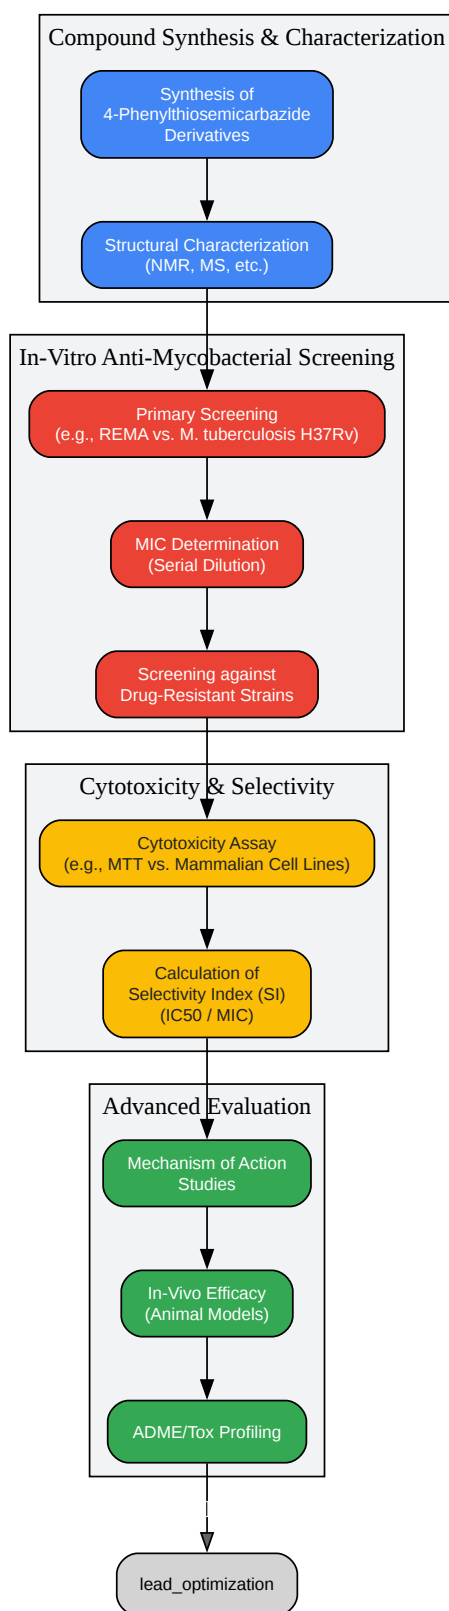 Compound Synthesis & Characterization
Synthesis of
4-Phenylthiosemicarbazide
Derivatives
Structural Characterization
(NMR, MS, etc.)
In-Vitro Anti-Mycobacterial Screening
Primary Screening
(e.g., REMA vs. M. tuberculosis H37Rv)
MIC Determination
(Serial Dilution)
Screening against
Drug-Resistant Strains
Cytotoxicity & Selectivity
Cytotoxicity Assay
(e.g., MTT vs. Mammalian Cell Lines)
Calculation of
Selectivity Index (SI)
(IC50 / MIC)
Advanced Evaluation
Mechanism of Action
Studies
In-Vivo Efficacy
(Animal Models)
ADME/Tox Profiling
lead_optimization